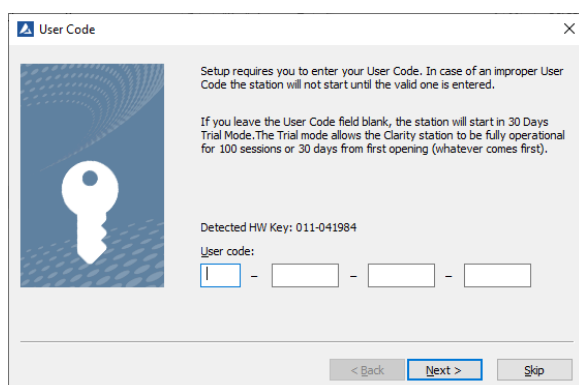 User Code
Setup requires you to enter your User Code. In case of an improper User
Code the station will not start until the valid one is entered.
If you leave the User Code field blank, the station will start in 30 Days
Trial Mode.The Trial mode allows the Clarity station to be fully operational
for 100 sessions or 30 days from first opening (whatever comes first).
Detected HW Key: 011-041984
User code:
– – –
< Back Next > Skip